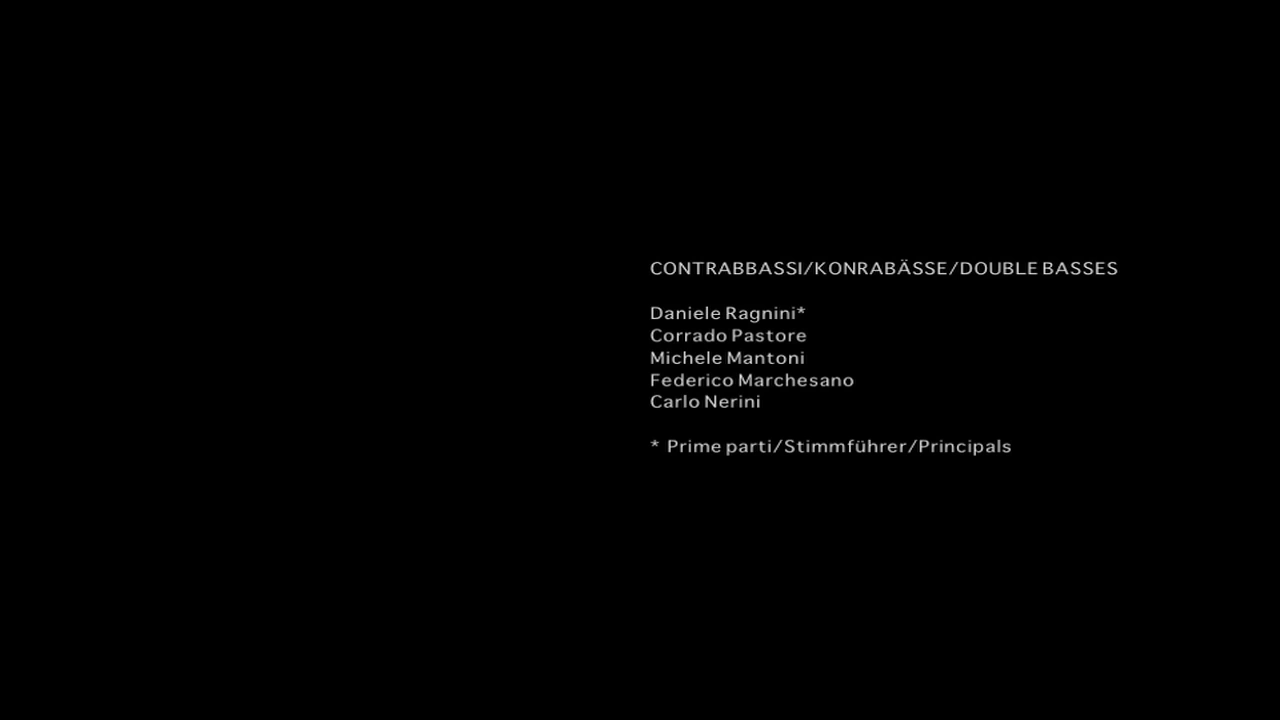 CONTRABBASSI/KONRABÄSSE/DOUBLE BASSES
Daniele Ragnini*
Corrado Pastore
Michele Mantoni
Federico Marchesano
Carlo Nerini
* Prime parti/Stimmführer/Principals